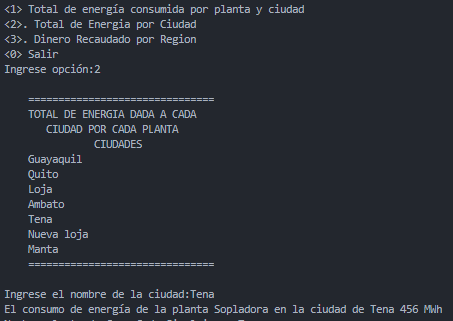 <1> Total de energía consumida por planta y ciudad
<2>. Total de Energia por Ciudad
<3>. Dinero Recaudado por Region
<0> Salir
Ingrese opción:2
===============================
TOTAL DE ENERGIA DADA A CADA
CIUDAD POR CADA PLANTA
CIUDADES
Guayaquil
Quito
Loja
Ambato
Tena
Nueva loja
Manta
===============================
Ingrese el nombre de la ciudad:Tena
El consumo de energía de la planta Sopladora en la ciudad de Tena 456 MWh